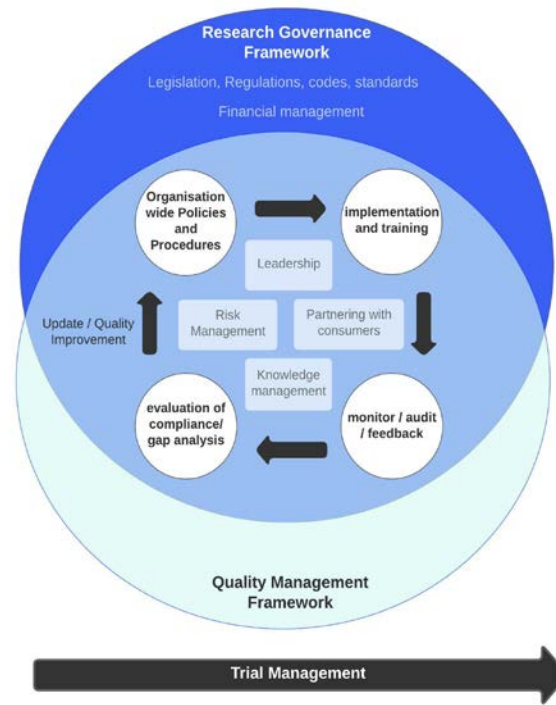 Research Governance
Framework
Legislation, Regulations, codes, standards
Financial management
Organisation
wide Policies
and
Procedures
implementation
and training
Leadership
Risk
Management
Partnering with
consumers
Update / Quality
Improvement
Knowledge
management
evaluation of
compliance/
gap analysis
monitor / audit
/ feedback
Quality Management
Framework
Trial Management